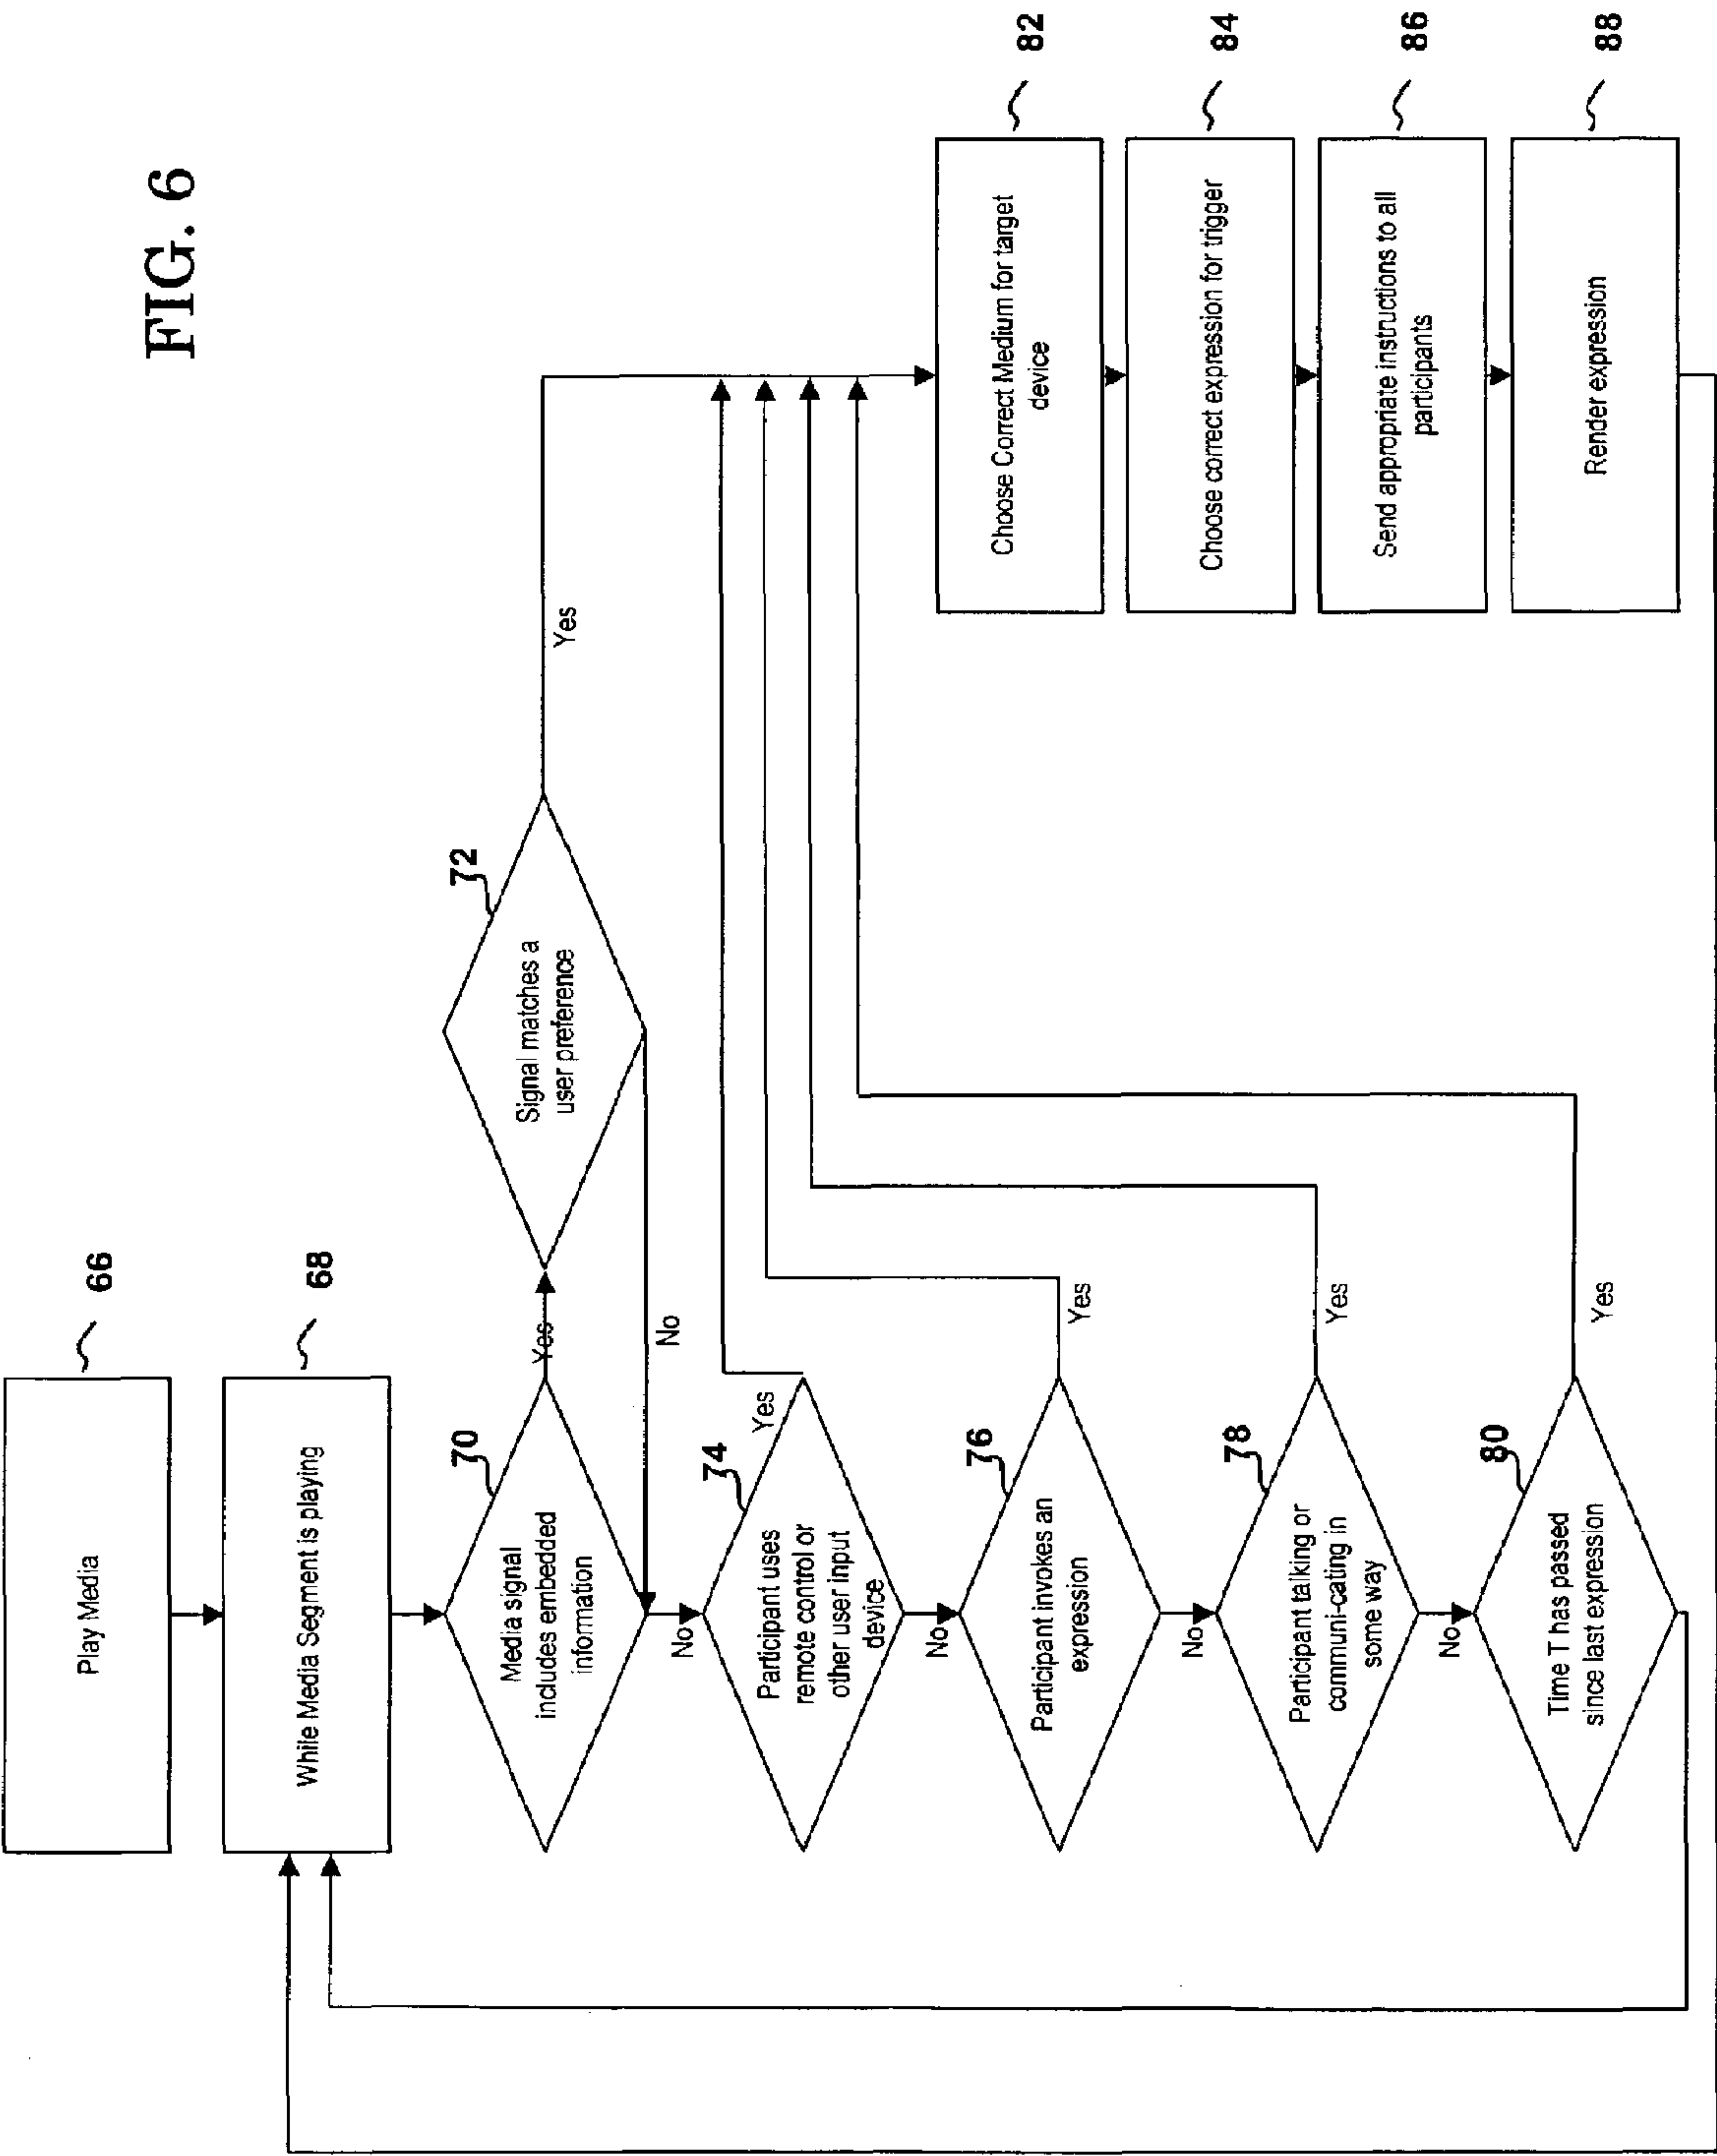 FIG. 6
Play Media
66
While Media Segment is playing
68
Media signal
includes embedded
information
70
Yes
Signal matches a
user preference
72
Yes
No
No
Participant uses
remote control or
other user input
device
74
Yes
No
Participant invokes an
expression
76
Yes
No
Participant talking or
communi-cating in
some way
78
Yes
No
Time T has passed
since last expression
80
Yes
Choose Correct Medium for target
device
82
Choose correct expression for trigger
84
Send appropriate instructions to all
participants
86
Render expression
88